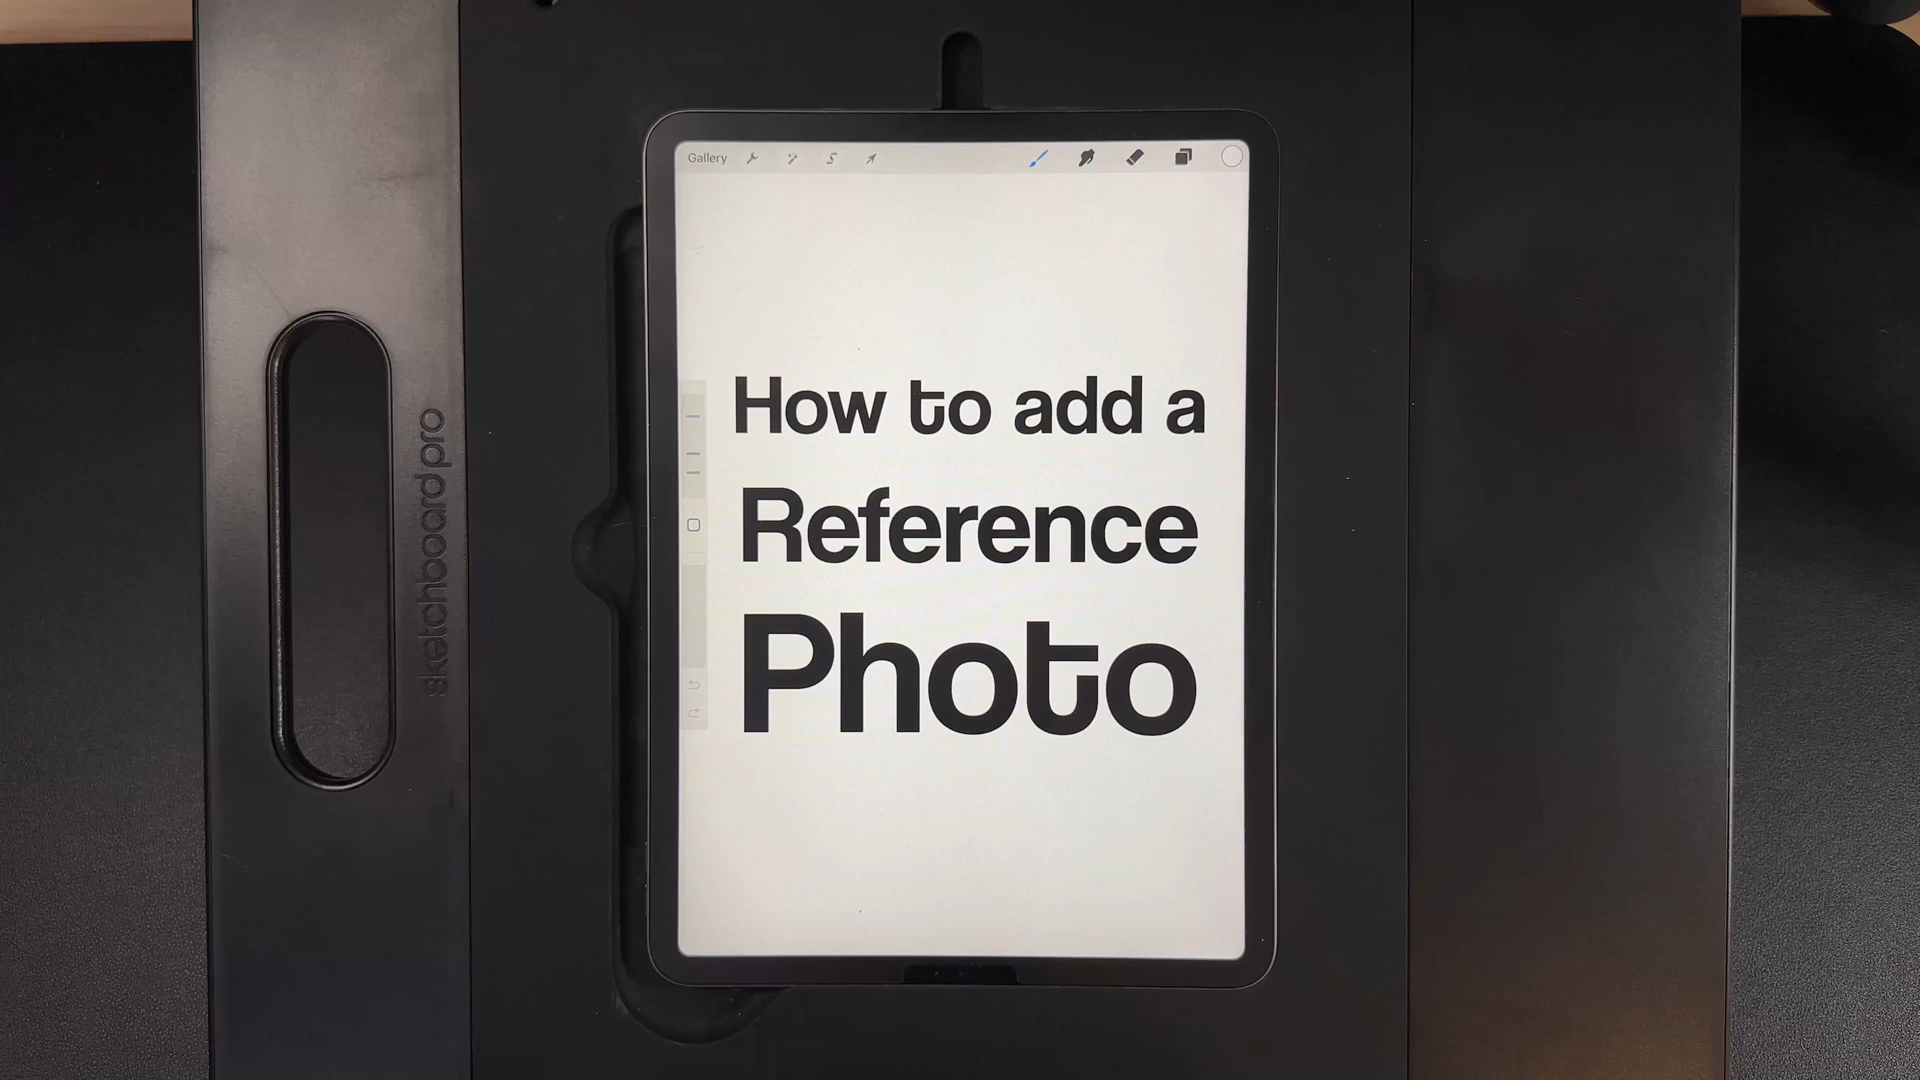 Gallery
How to add a
Reference
Photo
sketchboard pro